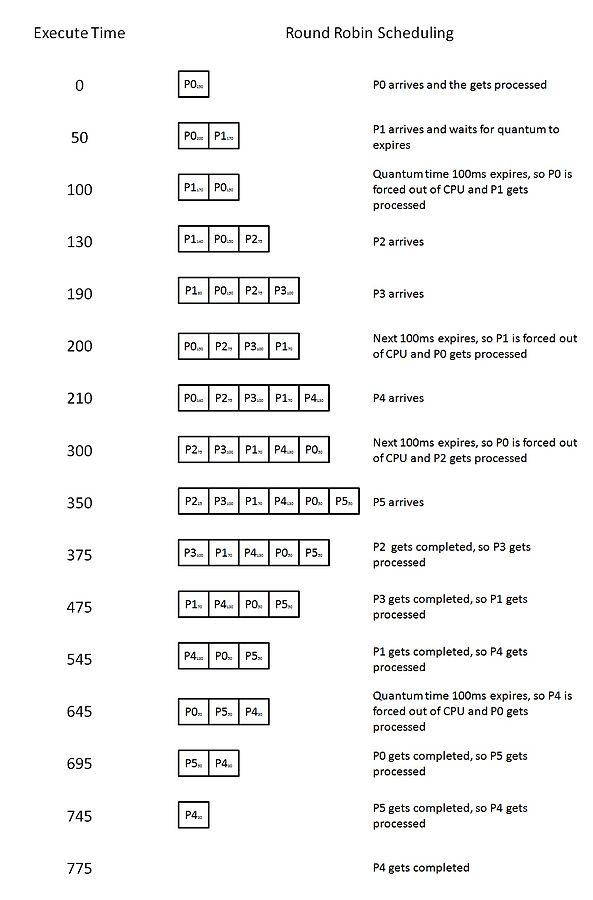 Execute Time Round Robin Scheduling
0 P0 P0 arrives and the gets processed
50 P0 P1 P1 arrives and waits for quantum to
expires
100 P1 P0 Quantum time 100ms expires, so P0 is
forced out of CPU and P1 gets
processed
130 P1 P0 P2 P2 arrives
190 P1 P0 P2 P3 P3 arrives
200 P0 P2 P3 P1 Next 100ms expires, so P1 is forced out
of CPU and P0 gets processed
210 P0 P2 P3 P1 P4 P4 arrives
300 P2 P3 P1 P4 P0 Next 100ms expires, so P0 is forced out
of CPU and P2 gets processed
350 P2 P3 P1 P4 P0 P5 P5 arrives
375 P3 P1 P4 P0 P5 P2 gets completed, so P3 gets
processed
475 P1 P4 P0 P5 P3 gets completed, so P1 gets
processed
545 P4 P0 P5 P1 gets completed, so P4 gets
processed
645 P0 P5 P4 Quantum time 100ms expires, so P4 is
forced out of CPU and P0 gets
processed
695 P5 P4 P0 gets completed, so P5 gets
processed
745 P4 P5 gets completed, so P4 gets
processed
775 P4 gets completed